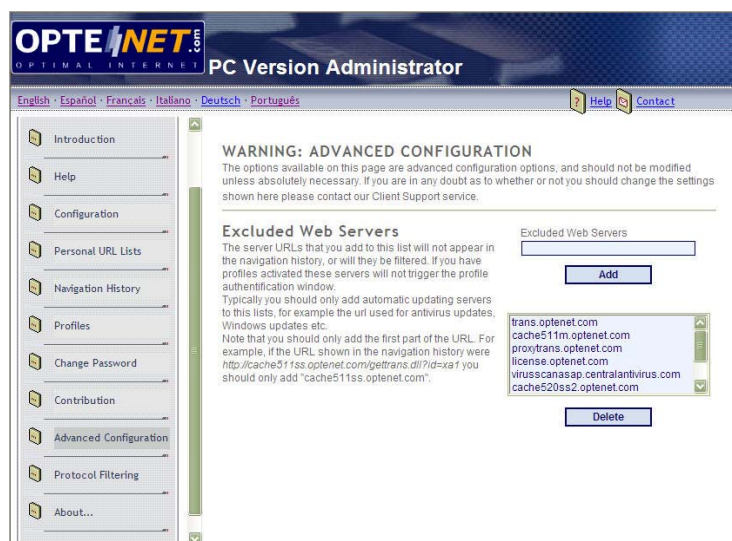 OPTENET.com
OPTIMAL INTERNET
PC Version Administrator
English · Español · Français · Italiano · Deutsch · Português
? Help Contact
Introduction
Help
Configuration
Personal URL Lists
Navigation History
Profiles
Change Password
Contribution
Advanced Configuration
Protocol Filtering
About...
WARNING: ADVANCED CONFIGURATION
The options available on this page are advanced configuration options, and should not be modified
unless absolutely necessary. If you are in any doubt as to whether or not you should change the settings
shown here please contact our Client Support service.
Excluded Web Servers
The server URLs that you add to this list will not appear in
the navigation history, or will they be filtered. If you have
profiles activated these servers will not trigger the profile
authentification window.
Typically you should only add automatic updating servers
to this lists, for example the url used for antivirus updates,
Windows updates etc.
Note that you should only add the first part of the URL. For
example, if the URL shown in the navigation history were
http://cache511ss.optenet.com/gettrans.dll?id=xa1 you
should only add "cache511ss.optenet.com".
Excluded Web Servers
Add
trans.optenet.com
cache511m.optenet.com
proxytrans.optenet.com
license.optenet.com
virusscanasap.centralantivirus.com
cache520ss2.optenet.com
Delete